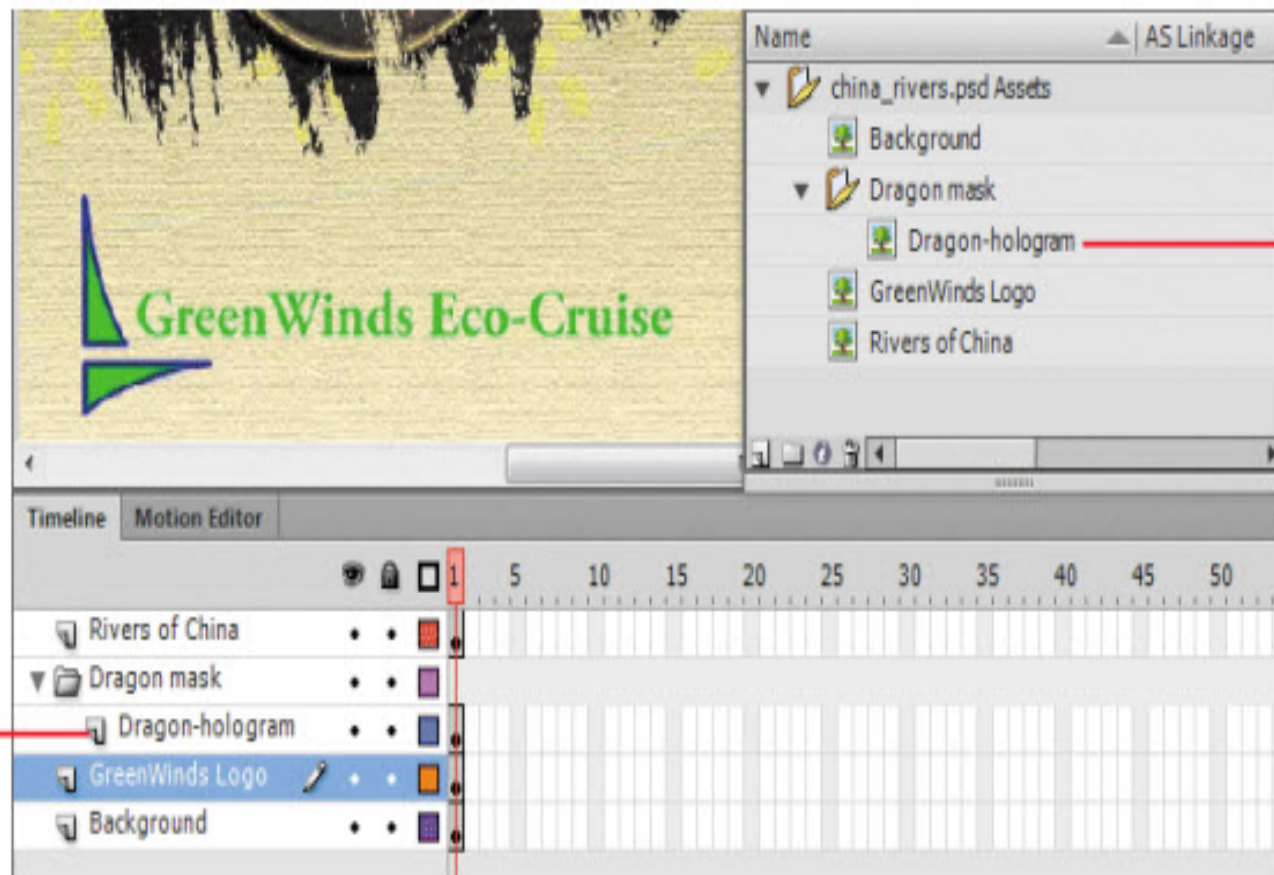 Name AS Linkage
china_rivers.psd Assets
Background
Dragon mask
Dragon-hologram
GreenWinds Logo
Rivers of China
GreenWinds Eco-Cruise
Timeline Motion Editor
1 5 10 15 20 25 30 35 40 45 50
Rivers of China
Dragon mask
Dragon-hologram
GreenWinds Logo
Background